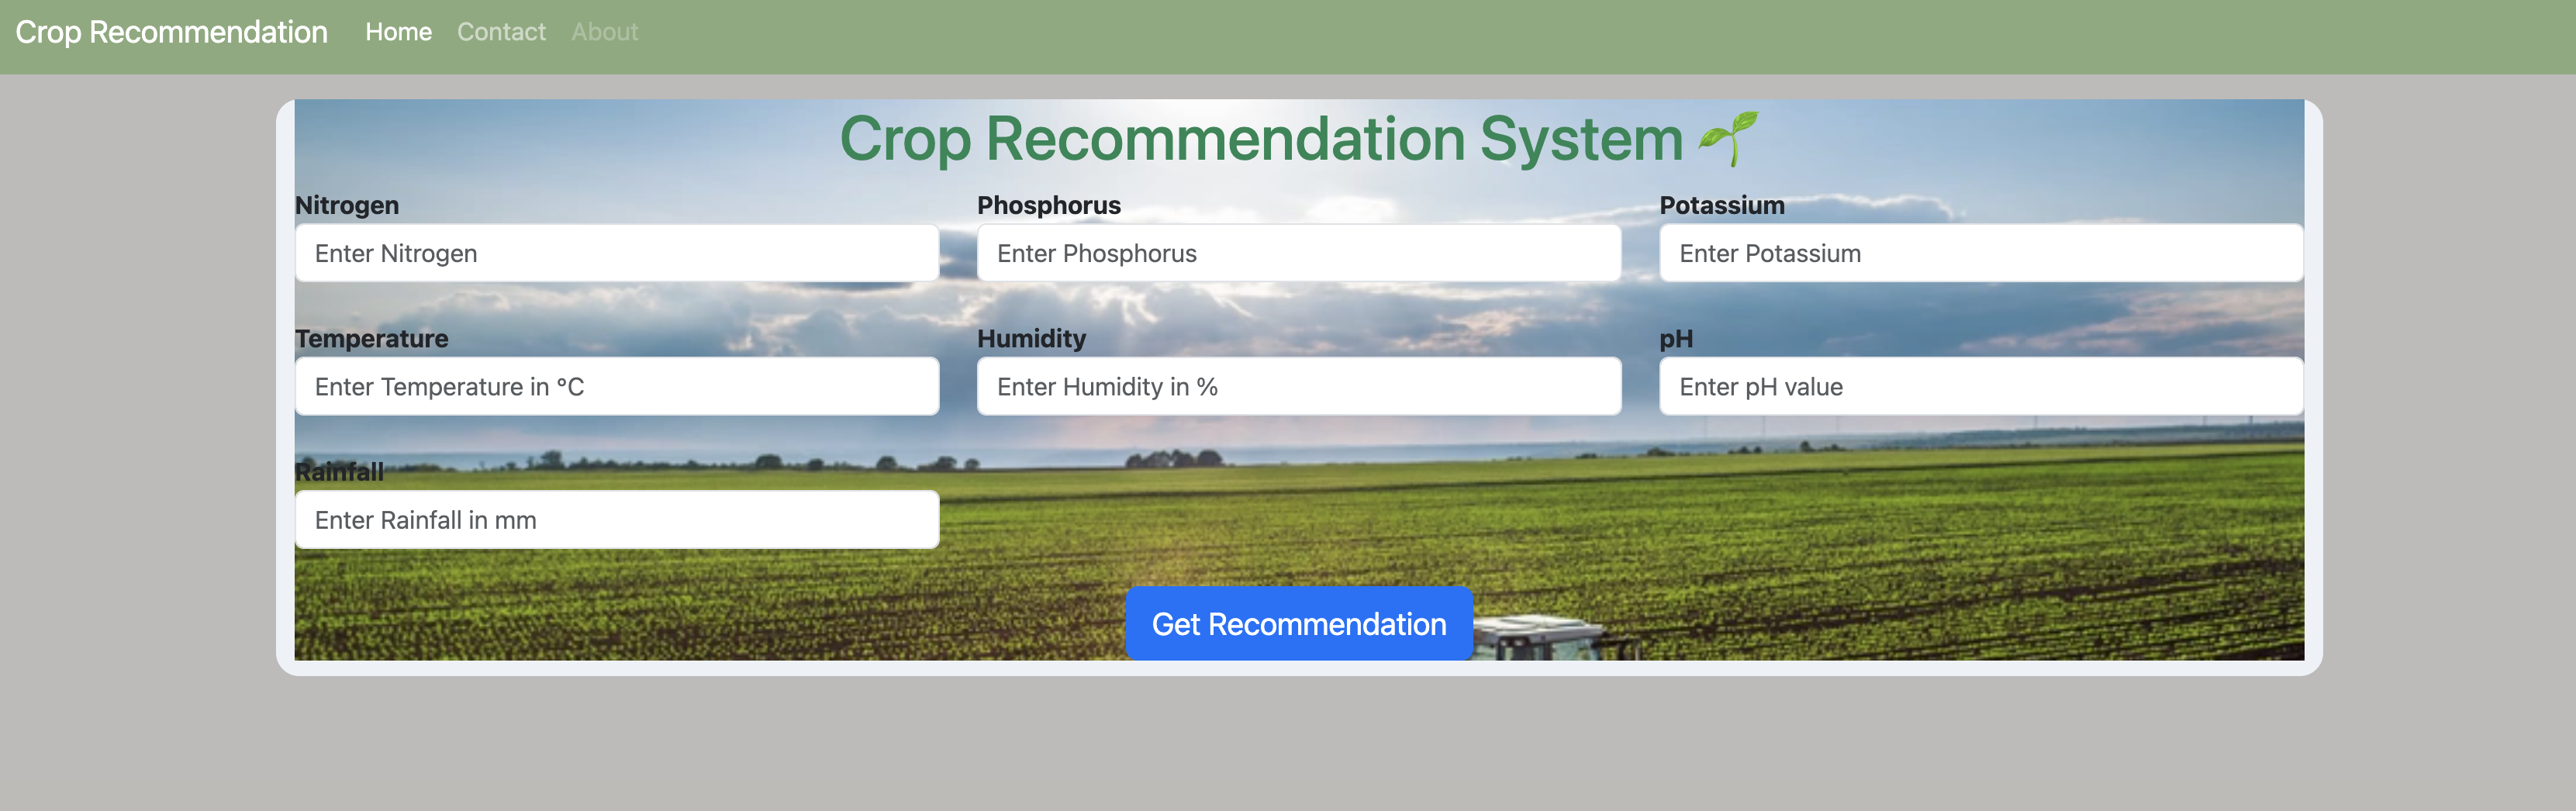 Crop Recommendation Home Contact About
Crop Recommendation System 🌱
Nitrogen Phosphorus Potassium
Enter Nitrogen Enter Phosphorus Enter Potassium
Temperature Humidity pH
Enter Temperature in °C Enter Humidity in % Enter pH value
Rainfall
Enter Rainfall in mm
Get Recommendation